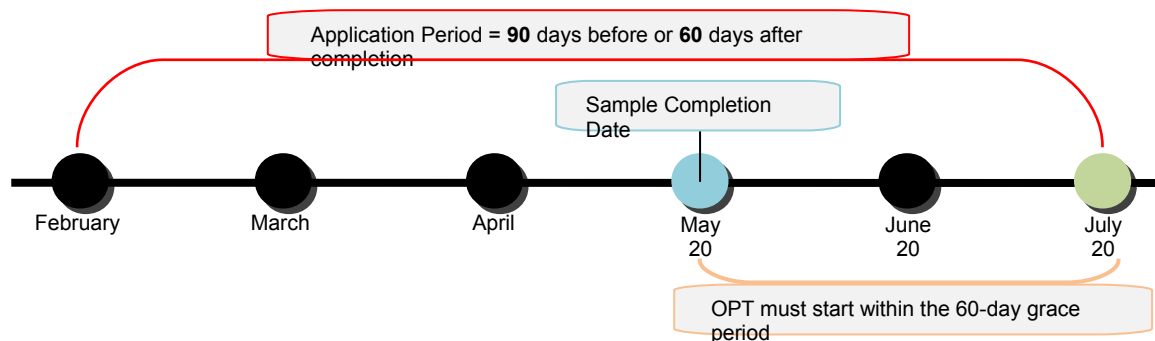 Application Period = 90 days before or 60 days after
completion
Sample Completion
Date
February
March
April
May
20
June
20
July
20
OPT must start within the 60-day grace
period